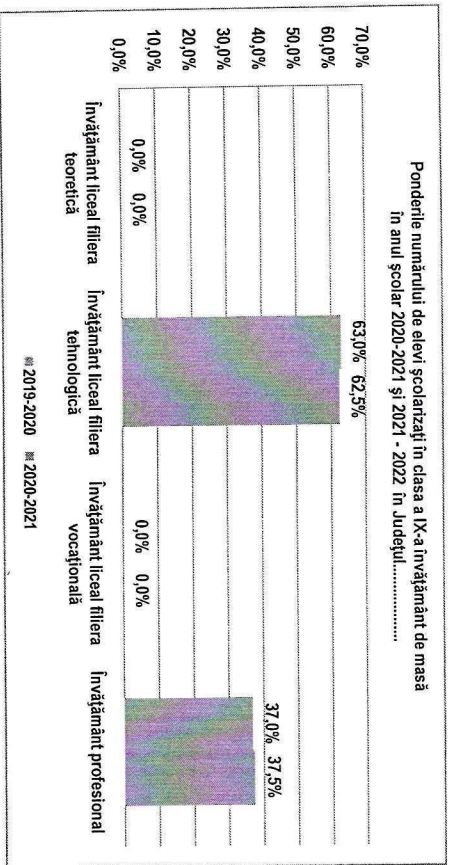 Ponderile numărului de elevi școlarizați în clasa a IX-a învățământ de masă
în anul școlar 2020-2021 și 2021 - 2022 în Județul...................
70,0%
60,0%
50,0%
40,0%
30,0%
20,0%
10,0%
0,0%
0,0% 0,0%
63,0% 62,5%
0,0% 0,0%
37,0% 37,5%
Învățământ liceal filiera
teoretică
Învățământ liceal filiera
tehnologică
Învățământ liceal filiera
vocațională
Învățământ profesional
2019-2020 2020-2021